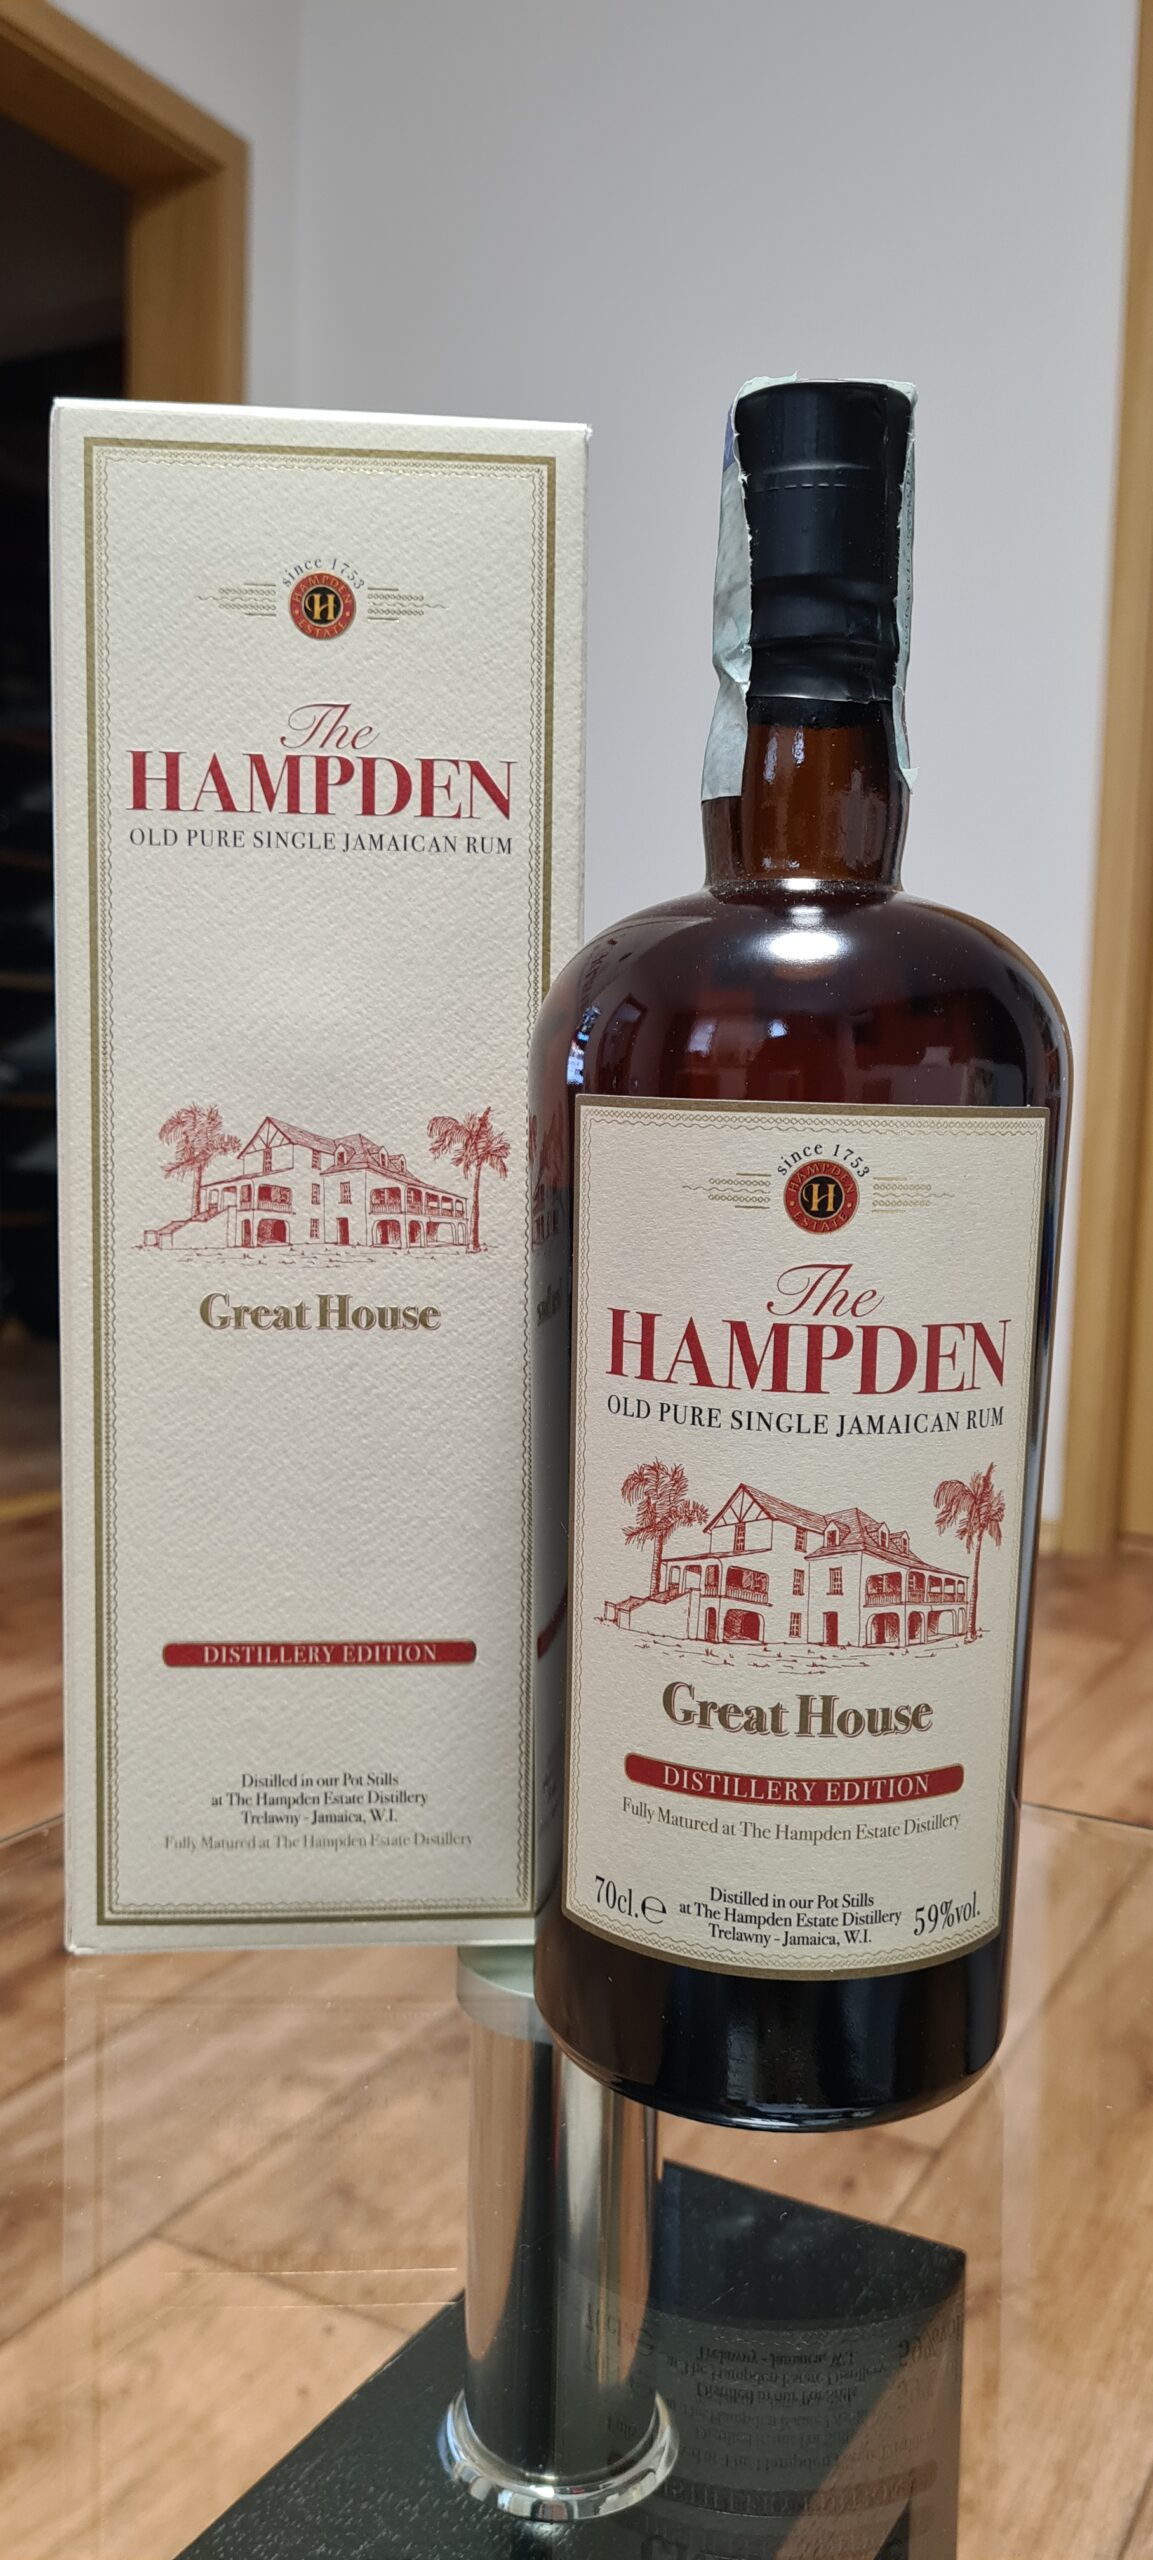 since 1753
HAMPDEN
H
ESTATE
The
HAMPDEN
OLD PURE SINGLE JAMAICAN RUM
Great House
DISTILLERY EDITION
Distilled in our Pot Stills
at The Hampden Estate Distillery
Trelawny - Jamaica, W.I.
Fully Matured at The Hampden Estate Distillery
since 1753
HAMPDEN
H
ESTATE
The
HAMPDEN
OLD PURE SINGLE JAMAICAN RUM
Great House
DISTILLERY EDITION
Fully Matured at The Hampden Estate Distillery
70cl.℮
Distilled in our Pot Stills
at The Hampden Estate Distillery
Trelawny - Jamaica, W.I.
59%vol.